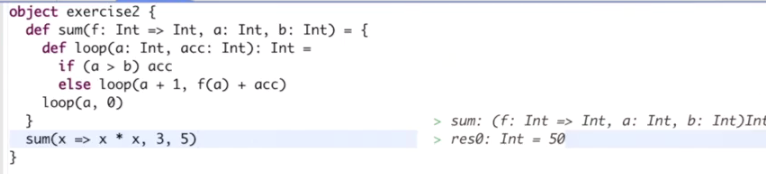 object exercise2 {
  def sum(f: Int => Int, a: Int, b: Int) = {
    def loop(a: Int, acc: Int): Int =
      if (a > b) acc
      else loop(a + 1, f(a) + acc)
    loop(a, 0)
  }                                        > sum: (f: Int => Int, a: Int, b: Int)Int
  sum(x => x * x, 3, 5)                    > res0: Int = 50
}